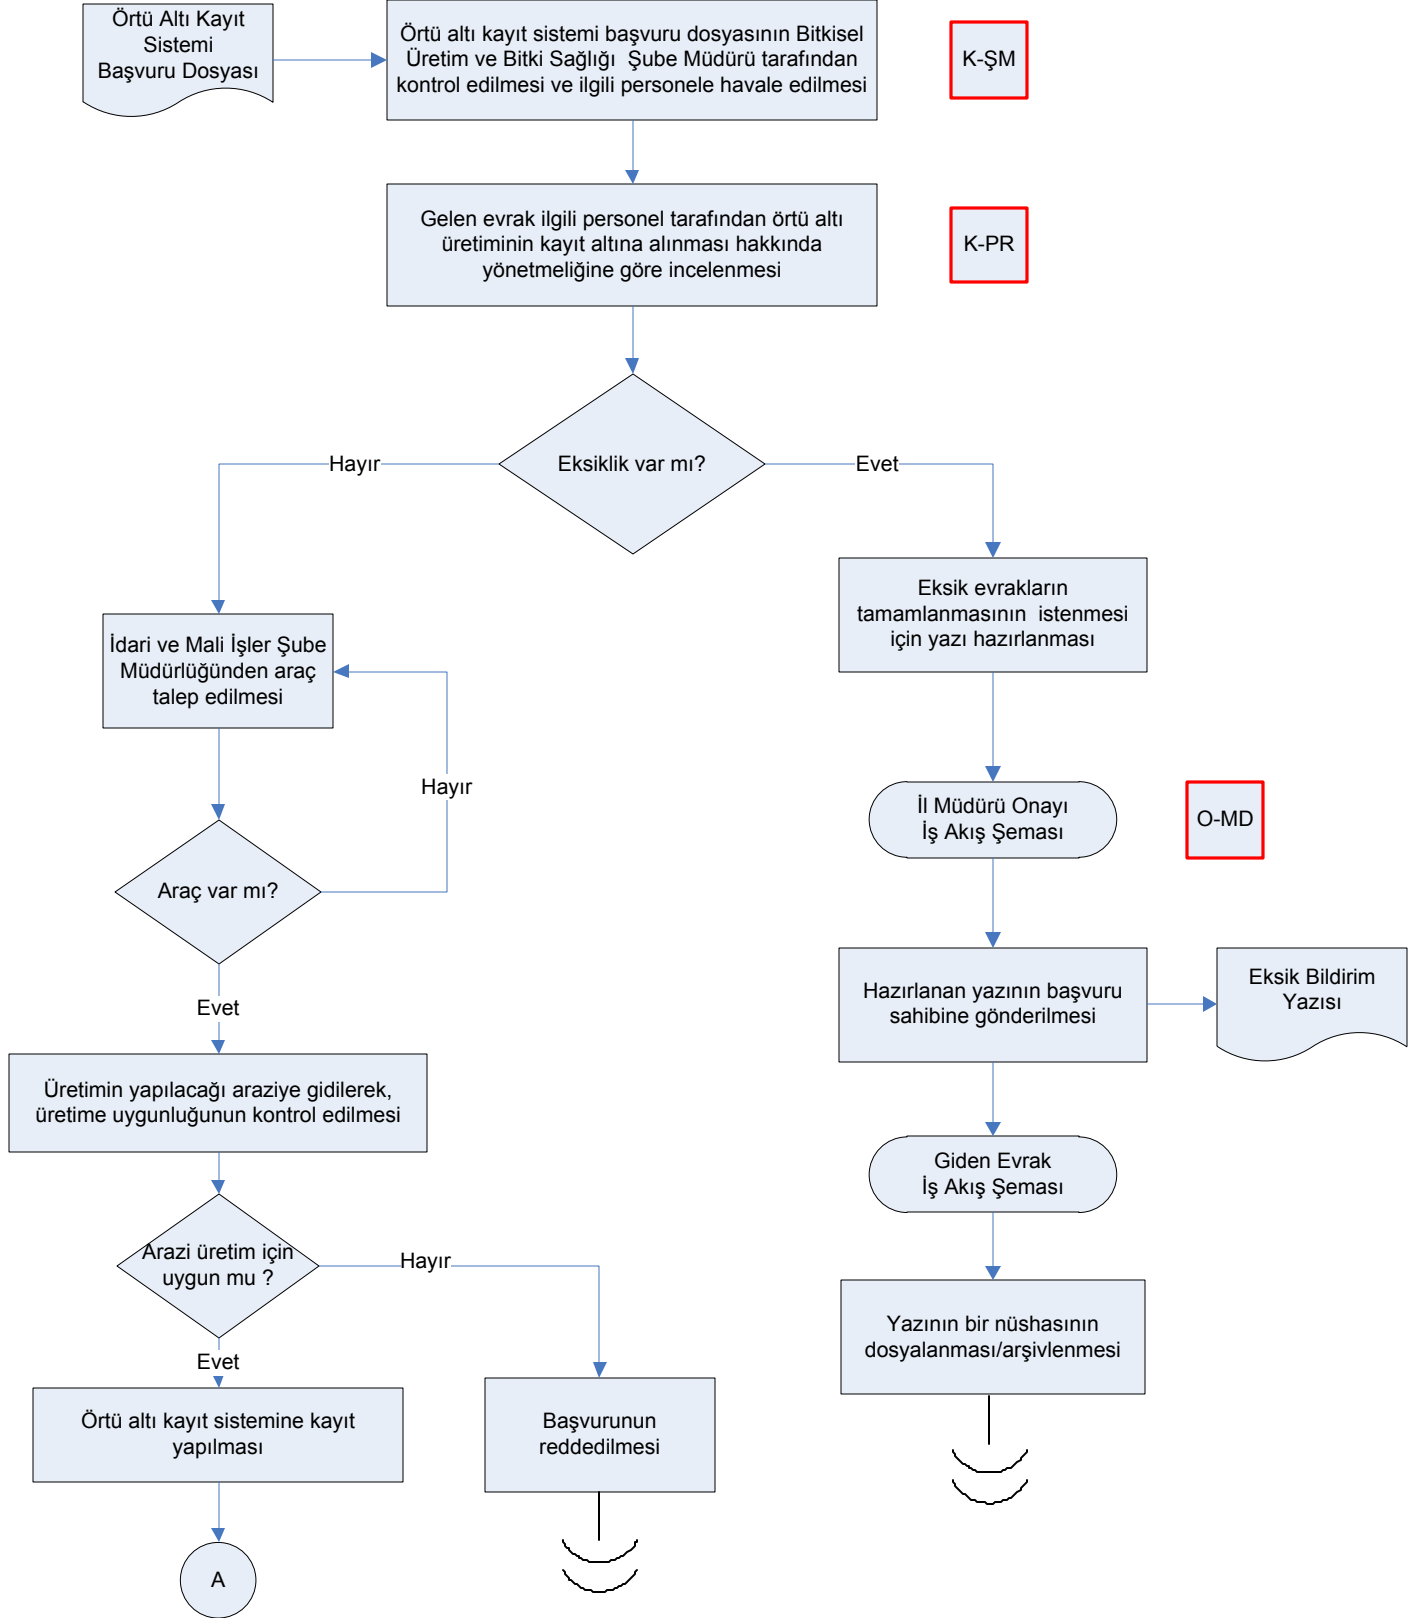 Örtü Altı Kayıt
Sistemi
Başvuru Dosyası
Örtü altı kayıt sistemi başvuru dosyasının Bitkisel
Üretim ve Bitki Sağlığı Şube Müdürü tarafından
kontrol edilmesi ve ilgili personele havale edilmesi
K-ŞM
Gelen evrak ilgili personel tarafından örtü altı
üretiminin kayıt altına alınması hakkında
yönetmeliğine göre incelenmesi
K-PR
Eksiklik var mı?
Hayır
Evet
İdari ve Mali İşler Şube
Müdürlüğünden araç
talep edilmesi
Eksik evrakların
tamamlanmasının istenmesi
için yazı hazırlanması
Hayır
İl Müdürü Onayı
İş Akış Şeması
O-MD
Araç var mı?
Evet
Hazırlanan yazının başvuru
sahibine gönderilmesi
Eksik Bildirim
Yazısı
Üretimin yapılacağı araziye gidilerek,
üretime uygunluğunun kontrol edilmesi
Giden Evrak
İş Akış Şeması
Arazi üretim için
uygun mu ?
Hayır
Evet
Yazının bir nüshasının
dosyalanması/arşivlenmesi
Örtü altı kayıt sistemine kayıt
yapılması
Başvurunun
reddedilmesi
A